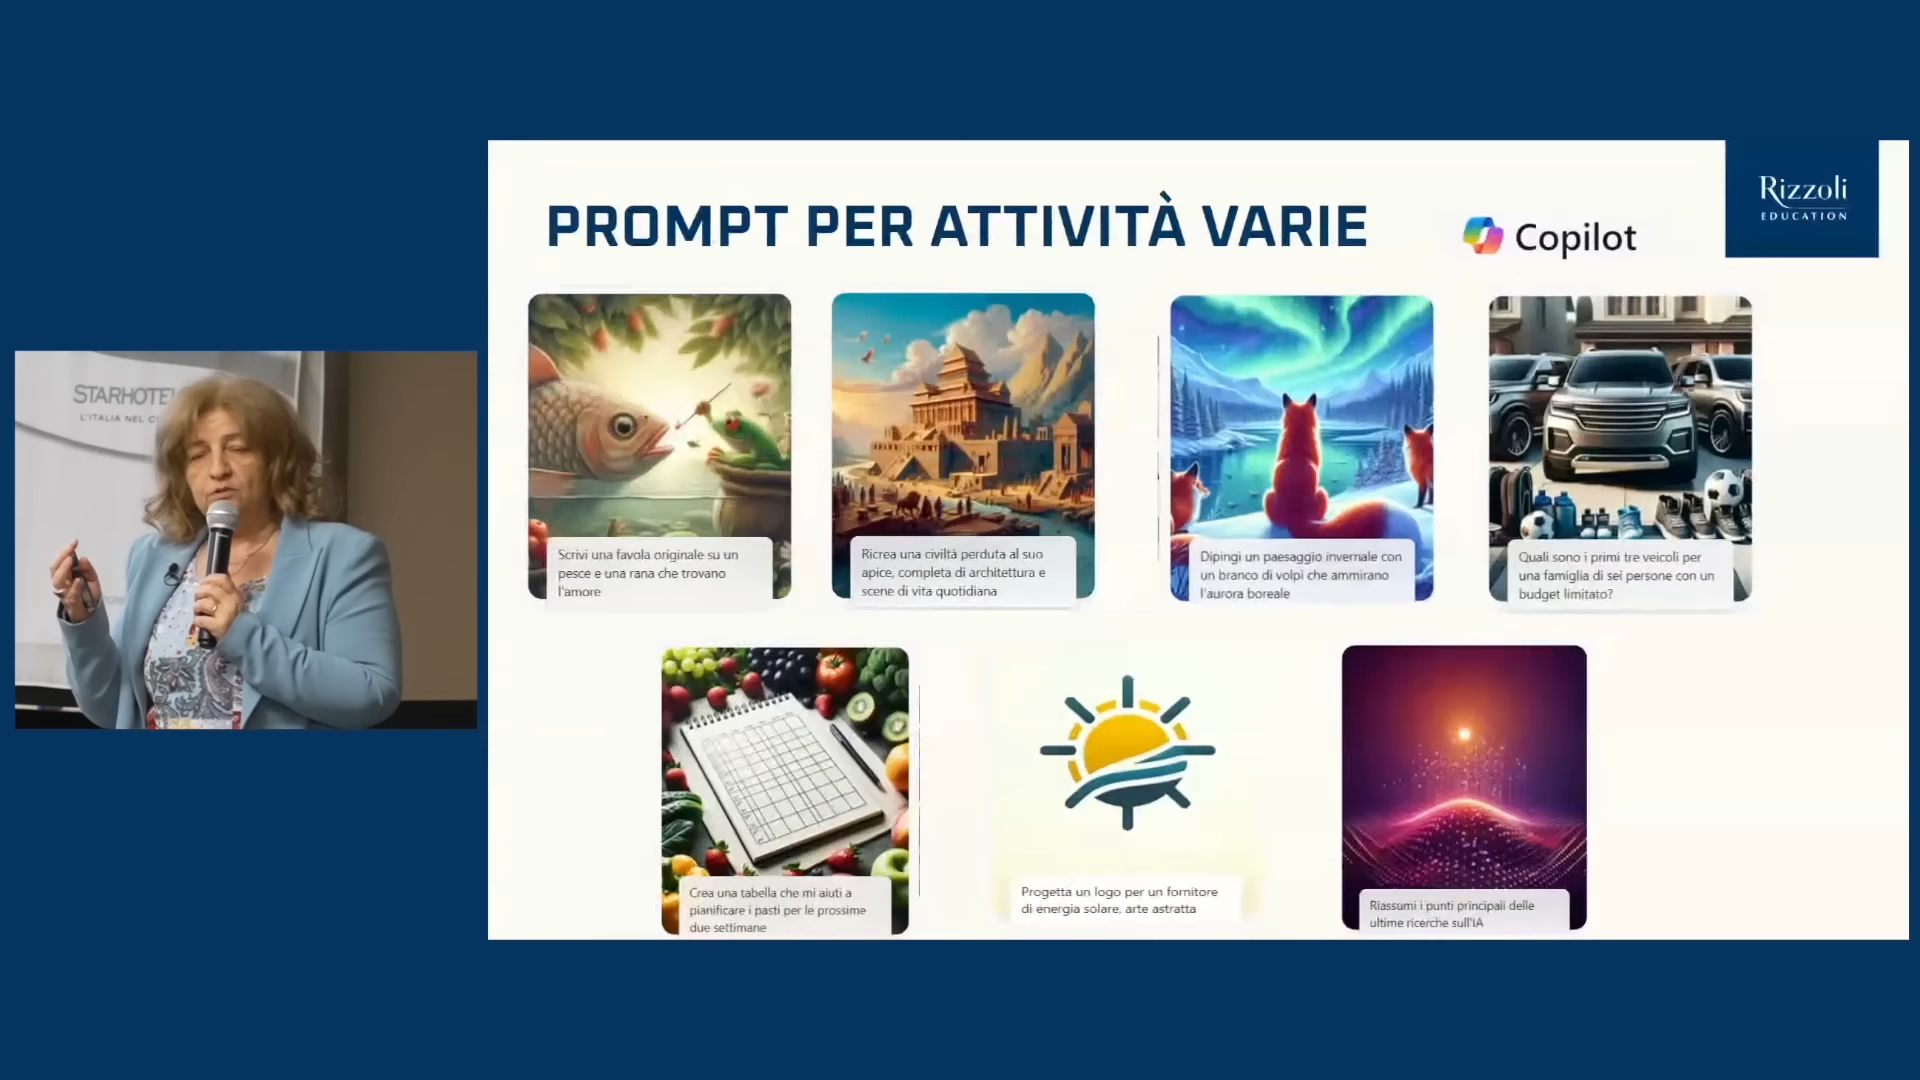 PROMPT PER ATTIVITÀ VARIE
Copilot
Rizzoli
EDUCATION
STARHOTE
L'ITALIA NEL
Scrivi una favola originale su un
pesce e una rana che trovano
l'amore
Ricrea una civiltà perduta al suo
apice, completa di architettura e
scene di vita quotidiana
Dipingi un paesaggio invernale con
un branco di volpi che ammirano
l'aurora boreale
Quali sono i primi tre veicoli per
una famiglia di sei persone con un
budget limitato?
Crea una tabella che mi aiuti a
pianificare i pasti per le prossime
due settimane
Progetta un logo per un fornitore
di energia solare, arte astratta
Riassumi i punti principali delle
ultime ricerche sull'IA